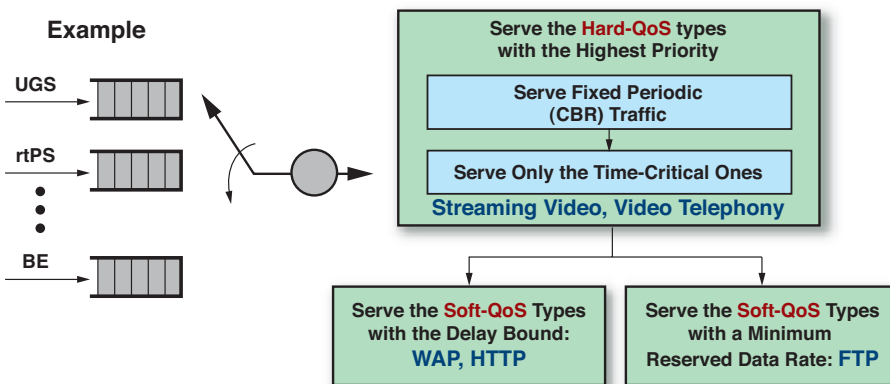 Example
UGS
rtPS
BE
Serve the Hard-QoS types
with the Highest Priority
Serve Fixed Periodic
(CBR) Traffic
Serve Only the Time-Critical Ones
Streaming Video, Video Telephony
Serve the Soft-QoS Types
with the Delay Bound:
WAP, HTTP
Serve the Soft-QoS Types
with a Minimum
Reserved Data Rate: FTP